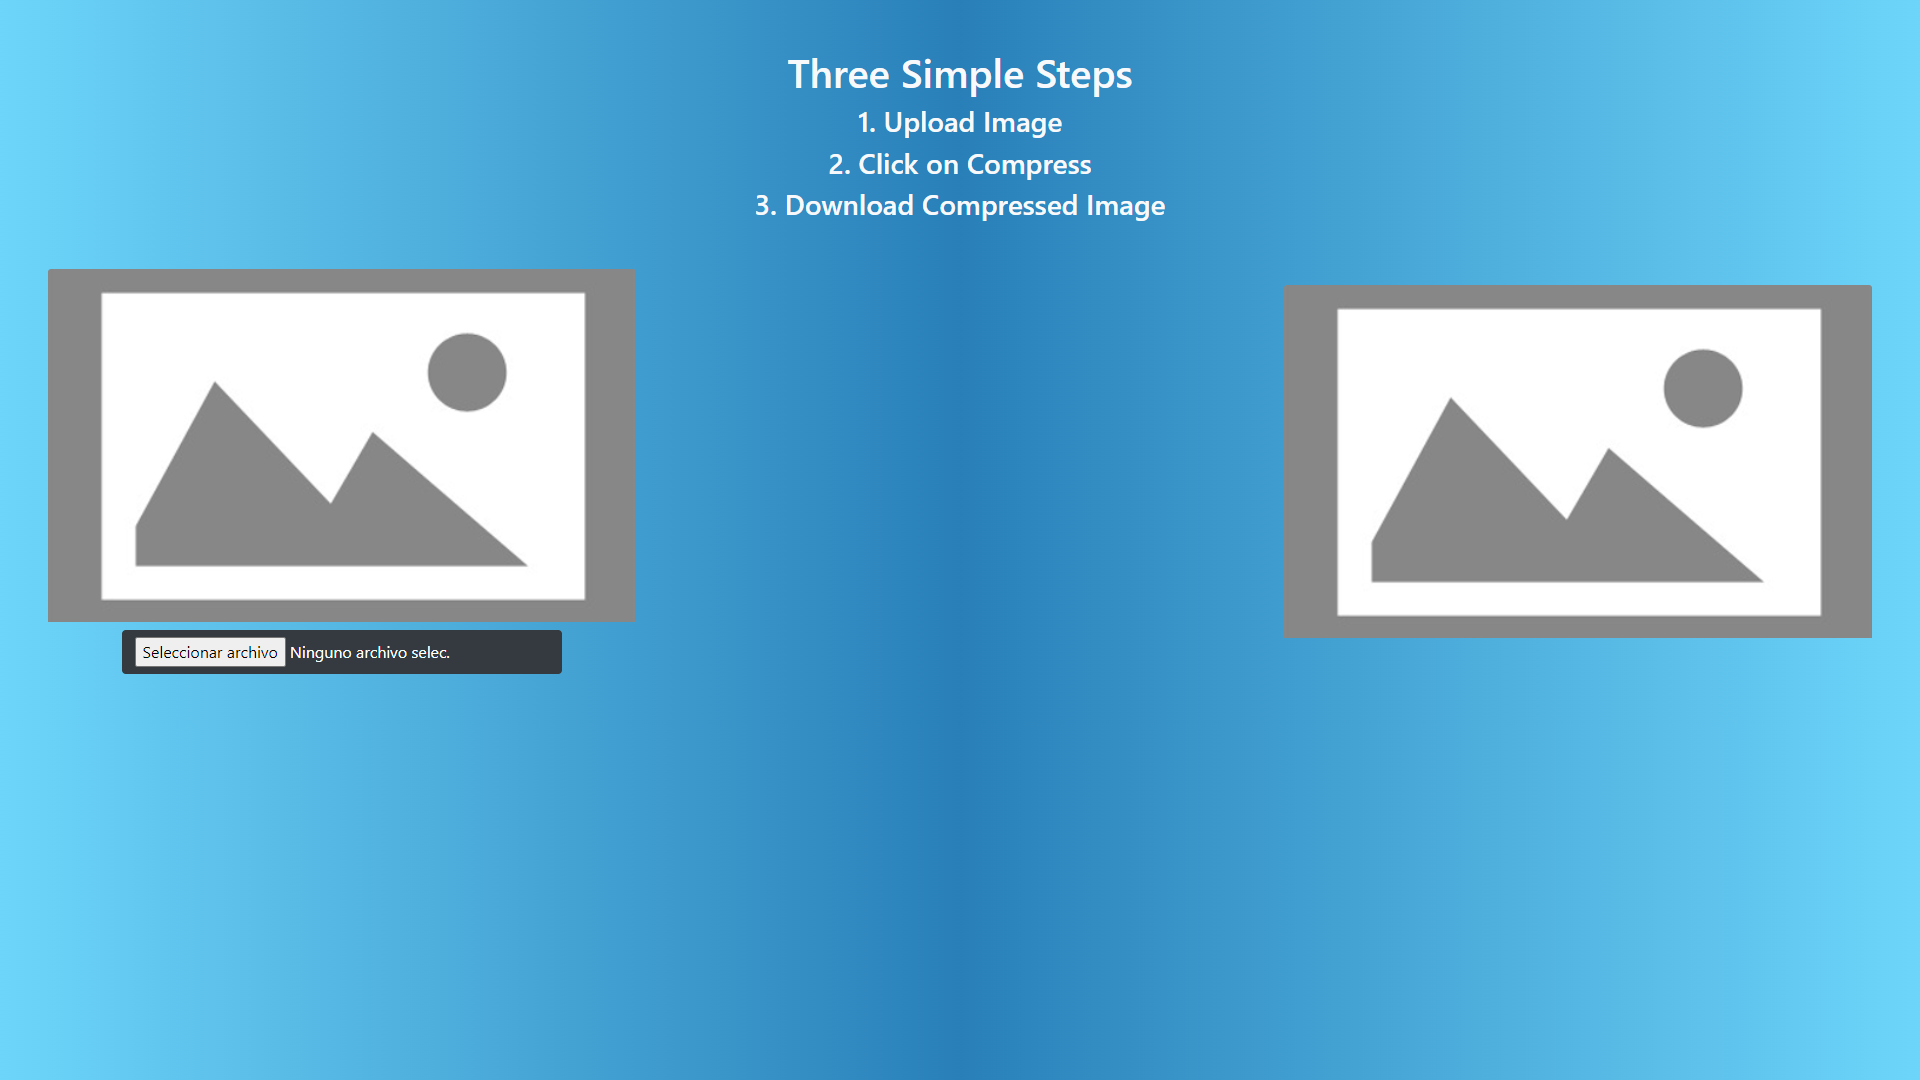 Three Simple Steps
1. Upload Image
2. Click on Compress
3. Download Compressed Image
Seleccionar archivo Ninguno archivo selec.